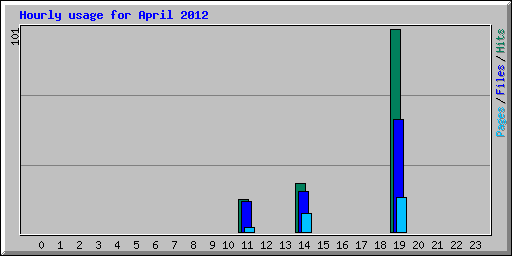 Hourly usage for April 2012
101
Pages/Files/Hits
0 1 2 3 4 5 6 7 8 9 10 11 12 13 14 15 16 17 18 19 20 21 22 23